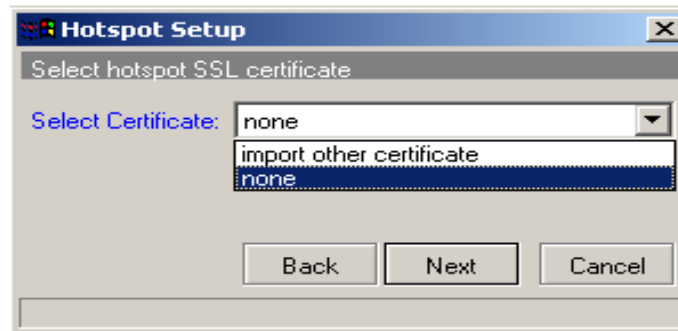 Hotspot Setup
Select hotspot SSL certificate
Select Certificate: none
import other certificate
none
Back Next Cancel